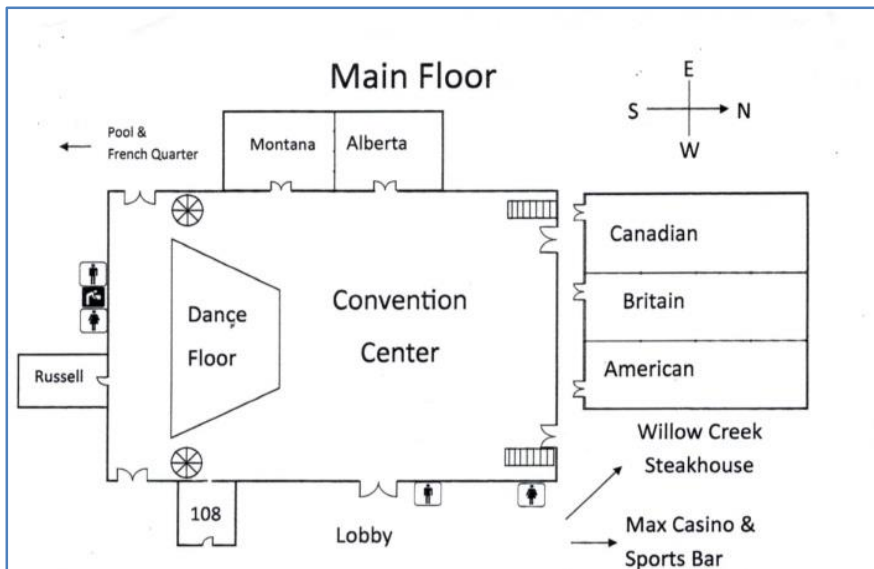 Main Floor
E
S N
W
Pool &
French Quarter
Montana
Alberta
Canadian
Britain
American
Convention
Center
Dance
Floor
Russell
108
Lobby
Willow Creek
Steakhouse
Max Casino &
Sports Bar